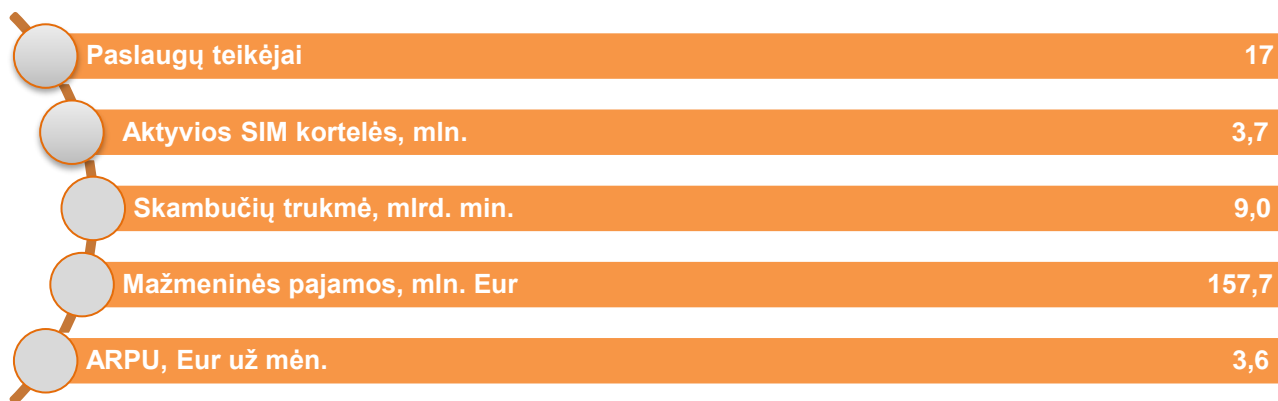 Paslaugų teikėjai 17
Aktyvios SIM kortelės, mln. 3,7
Skambučių trukmė, mlrd. min. 9,0
Mažmeninės pajamos, mln. Eur 157,7
ARPU, Eur už mėn. 3,6